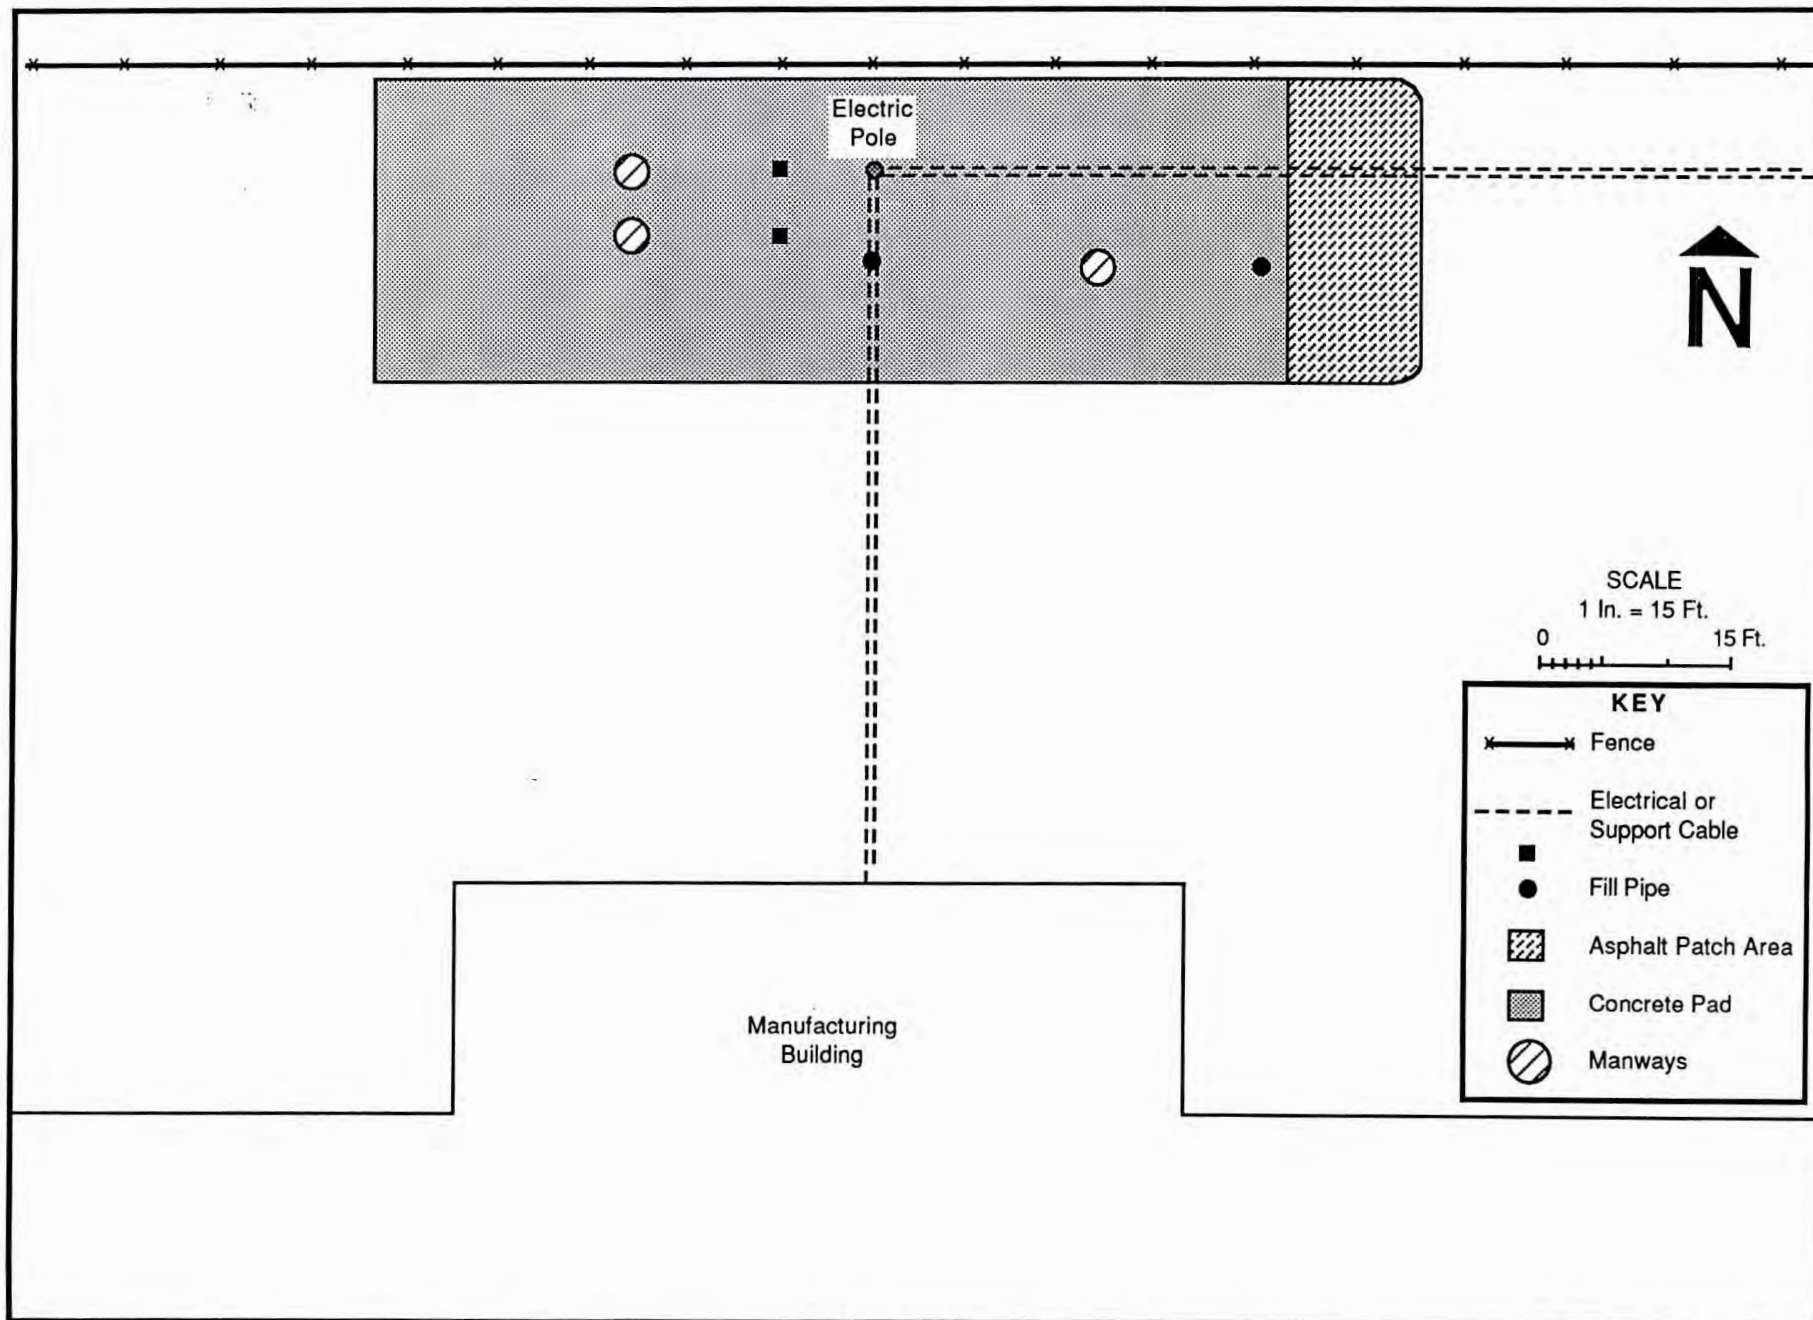 Electric
Pole
N
SCALE
1 In. = 15 Ft.
0 15 Ft.
KEY
Fence
Electrical or
Support Cable
Fill Pipe
Asphalt Patch Area
Concrete Pad
Manways
Manufacturing
Building